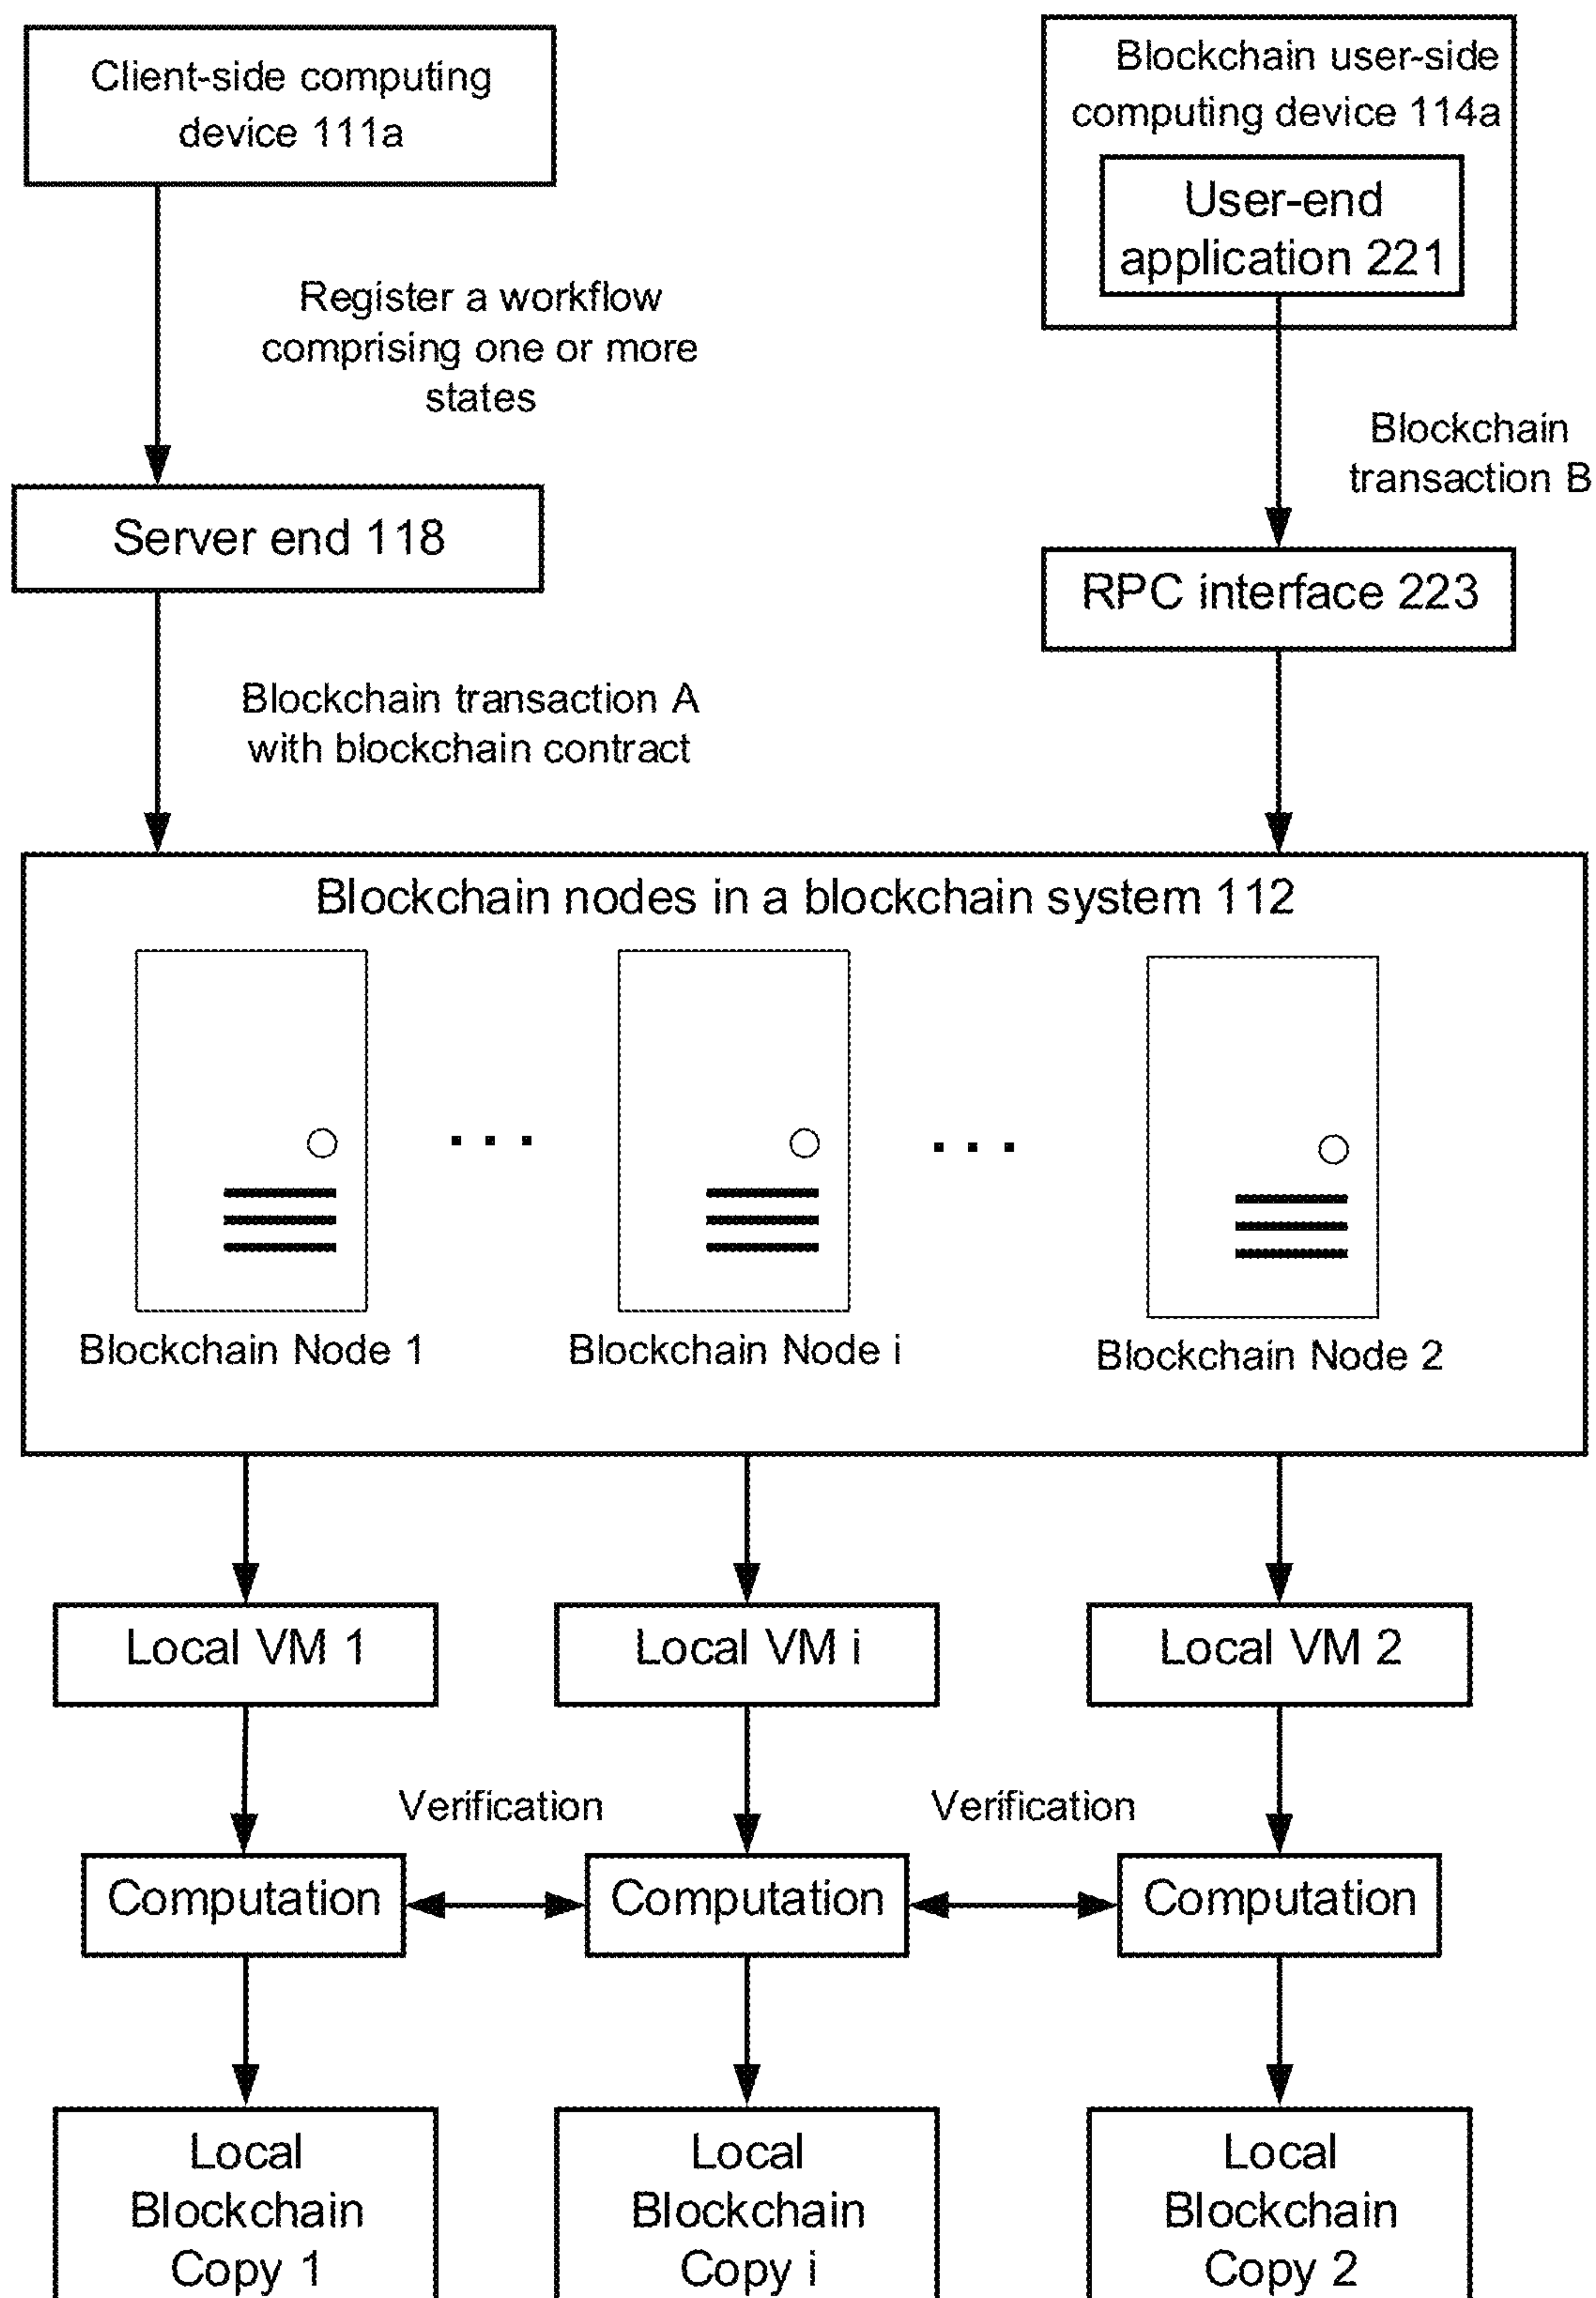 Client-side computing
device 111a
Blockchain user-side
computing device 114a
User-end
application 221
Register a workflow
comprising one or more
states
Blockchain
transaction B
Server end 118
RPC interface 223
Blockchain transaction A
with blockchain contract
Blockchain nodes in a blockchain system 112
. . .
. . .
Blockchain Node 1
Blockchain Node i
Blockchain Node 2
Local VM 1
Local VM i
Local VM 2
Verification
Verification
Computation
Computation
Computation
Local
Blockchain
Copy 1
Local
Blockchain
Copy i
Local
Blockchain
Copy 2